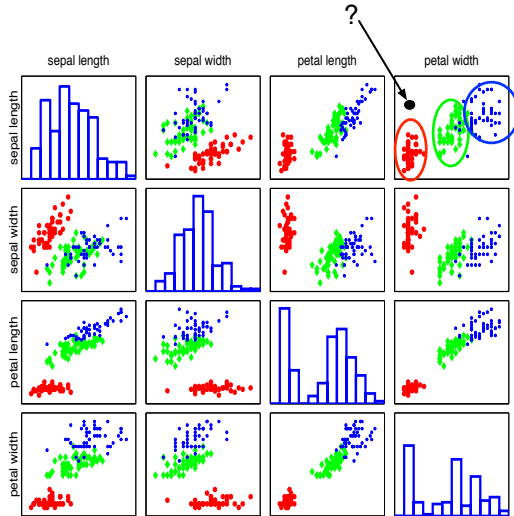 ?
sepal length
sepal width
petal length
petal width
sepal length
sepal width
petal length
petal width